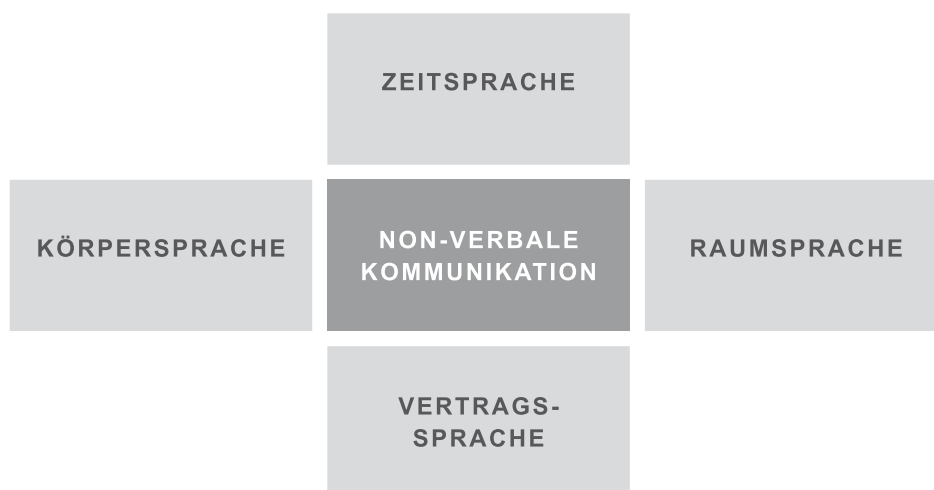 ZEITSPRACHE
KÖRPERSPRACHE
NON-VERBALE
KOMMUNIKATION
RAUMSPRACHE
VERTRAGS-
SPRACHE